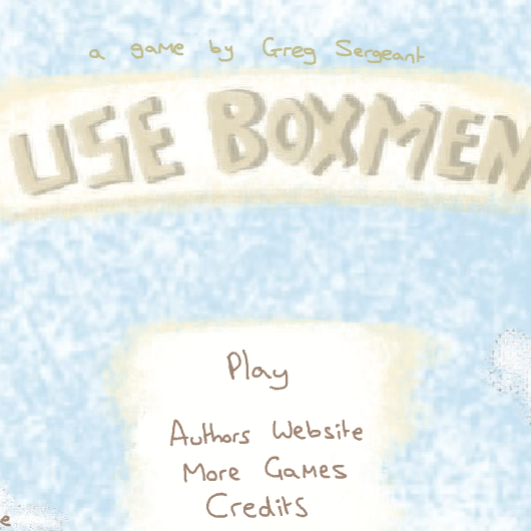 a game by Greg Sergeant
USE BOXMEN
Play
Authors Website
More Games
Credits